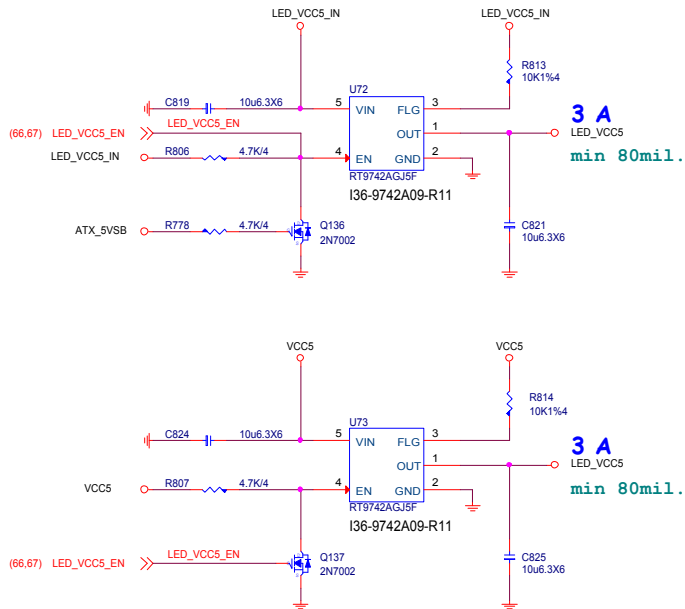 LED_VCC5_IN LED_VCC5_IN
R813
10K1%4
U72
C819 10u6.3X6 5 VIN FLG 3
3 A
OUT 1 LED_VCC5
(66,67) LED_VCC5_EN LED_VCC5_EN
LED_VCC5_IN R806 4.7K/4 4 EN GND 2 min 80mil.
RT9742AGJ5F
I36-9742A09-R11
ATX_5VSB R778 4.7K/4 Q136
2N7002
C821
10u6.3X6
VCC5 VCC5
R814
10K1%4
U73
C824 10u6.3X6 5 VIN FLG 3
3 A
OUT 1 LED_VCC5
VCC5 R807 4.7K/4 4 EN GND 2 min 80mil.
RT9742AGJ5F
I36-9742A09-R11
(66,67) LED_VCC5_EN LED_VCC5_EN Q137
2N7002
C825
10u6.3X6